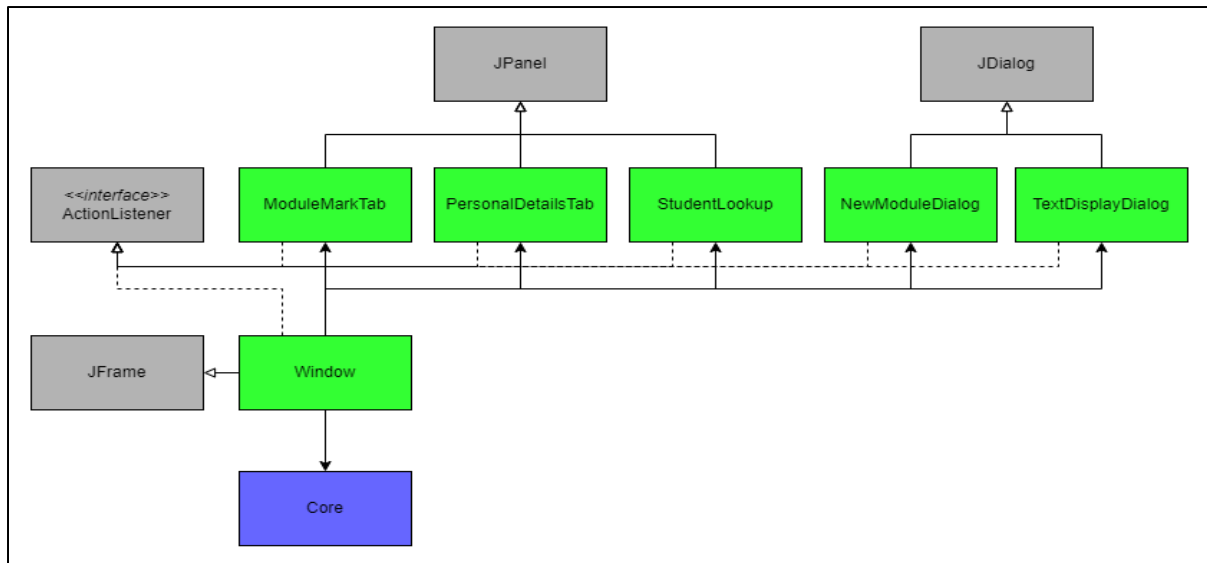 JPanel
JDialog
<<interface>>
ActionListener
ModuleMarkTab
PersonalDetailsTab
StudentLookup
NewModuleDialog
TextDisplayDialog
JFrame
Window
Core